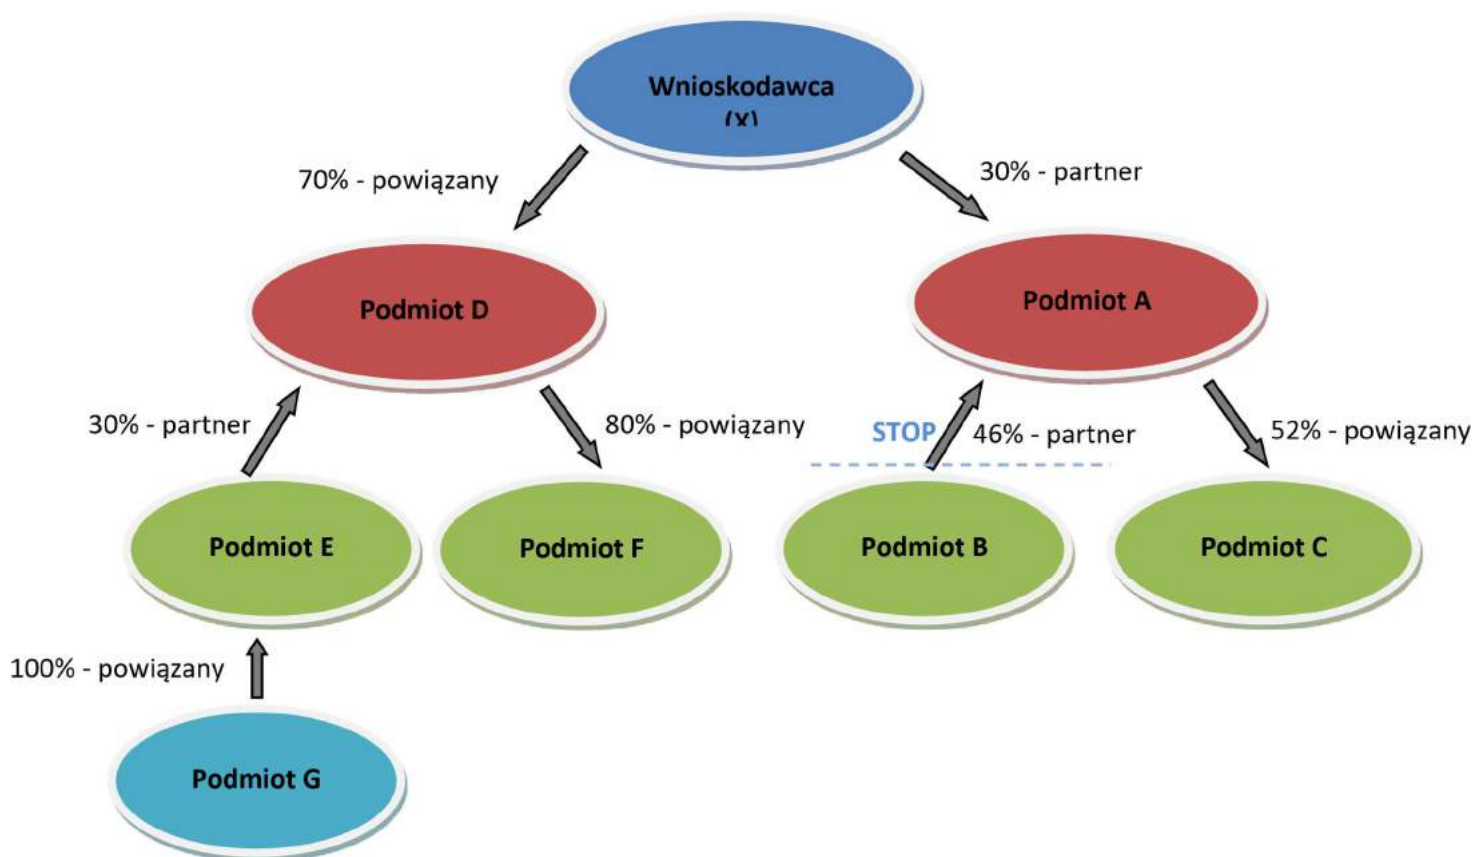 Wnioskodawca
(X)
70% - powiązany
30% - partner
Podmiot D
Podmiot A
30% - partner
80% - powiązany
STOP
46% - partner
52% - powiązany
Podmiot E
Podmiot F
Podmiot B
Podmiot C
100% - powiązany
Podmiot G